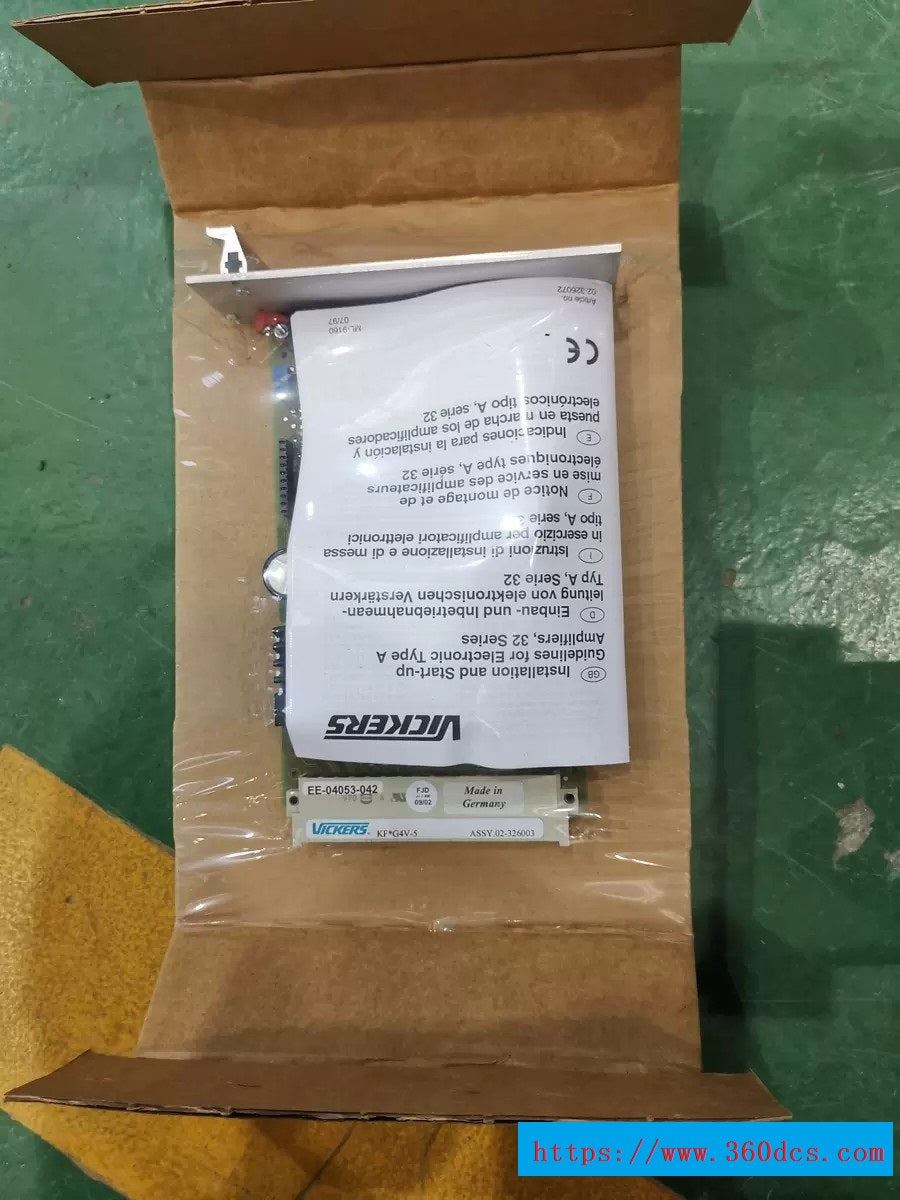 VICKERS
GB Installation and Start-up
Guidelines for Electronic Type A
Amplifiers, 32 Series
D Einbau- und Inbetriebnahmean-
leitung von elektronischen Verstärkern
Typ A, Serie 32
I Istruzioni di installazione e di messa
in esercizio per amplificatori elettronici
tipo A, serie
F Notice de montage et de
mise en service des amplificateurs
électroniques type A, série 32
E Indicaciones para la instalación y
puesta en marcha de los amplificadores
electrónicos tipo A, serie 32
CE
ML-9160
07/97
Article no.
02-326072
EE-04053-042
FJD
09/02
Made in
Germany
VICKERS® KF*G4V-5 ASSY.02-326003
https://www.360dcs.com